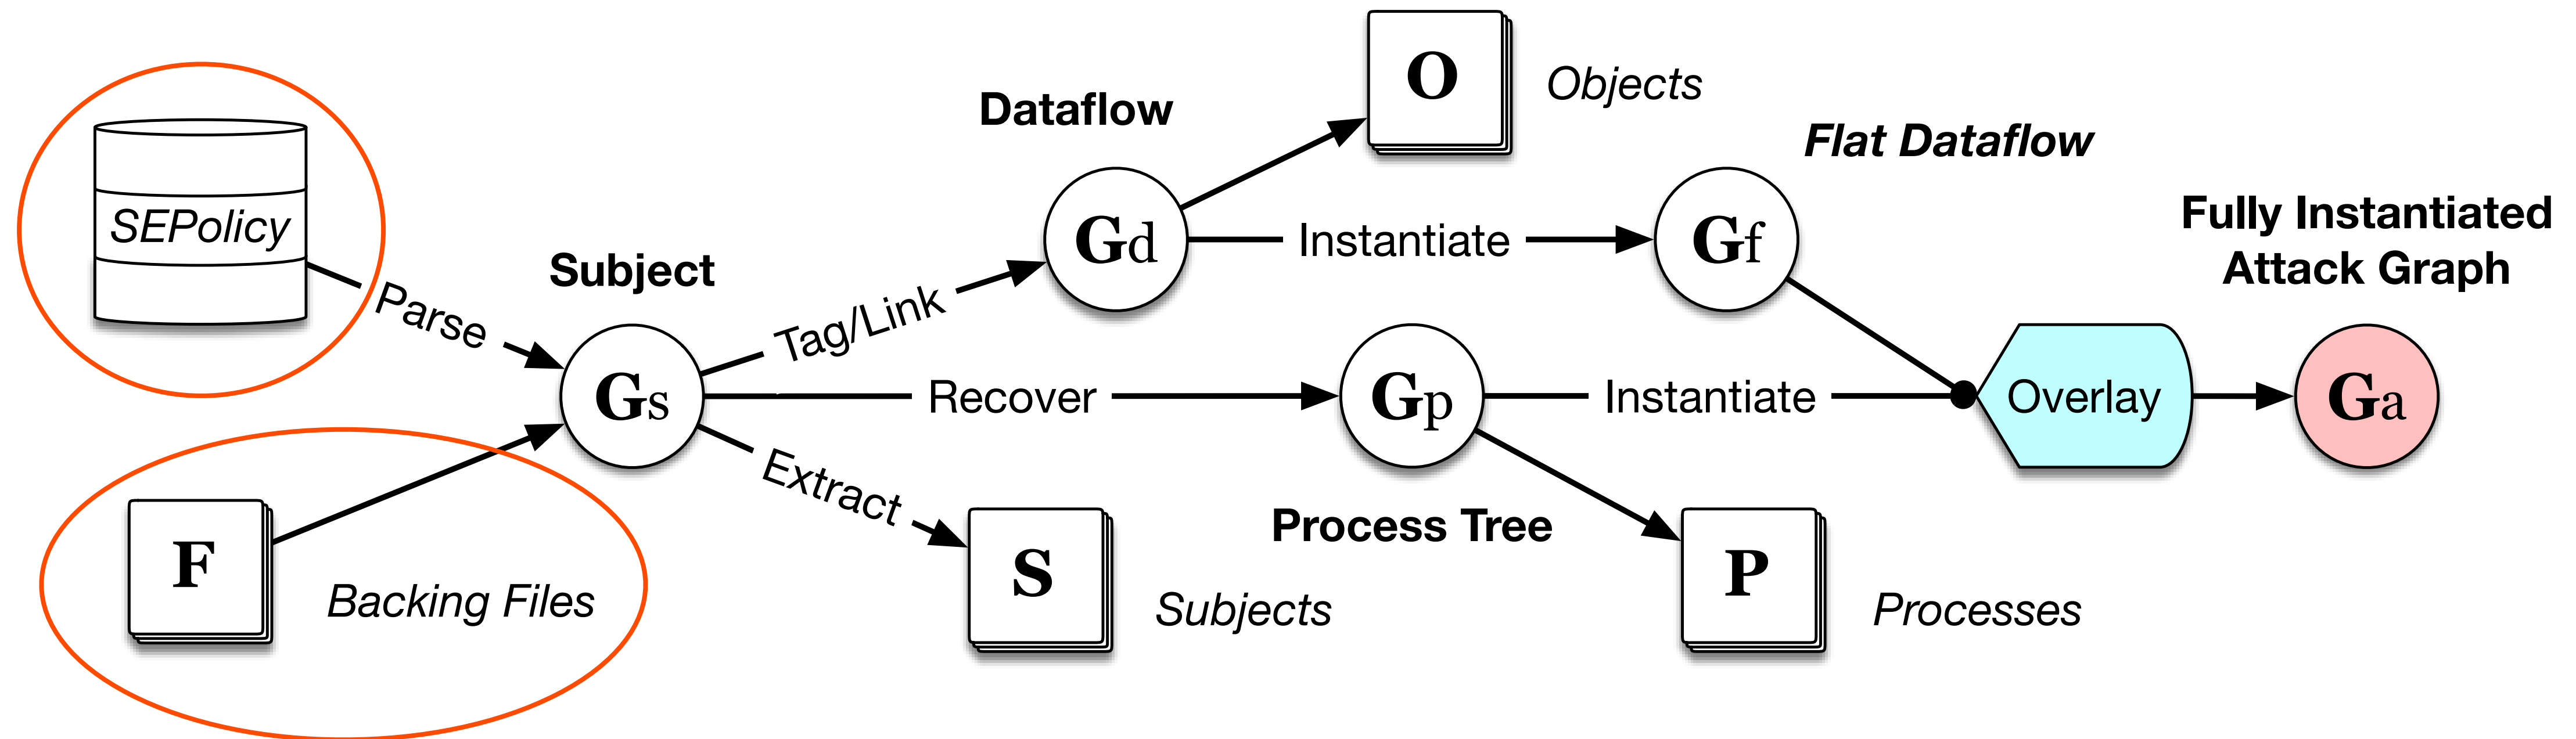 SEPolicy
Parse
F
Backing Files
Subject
Gs
Tag/Link
Recover
Extract
Dataflow
Gd
O
Objects
Instantiate
S
Subjects
Gp
Process Tree
Instantiate
P
Processes
Flat Dataflow
Gf
Overlay
Fully Instantiated
Attack Graph
Ga